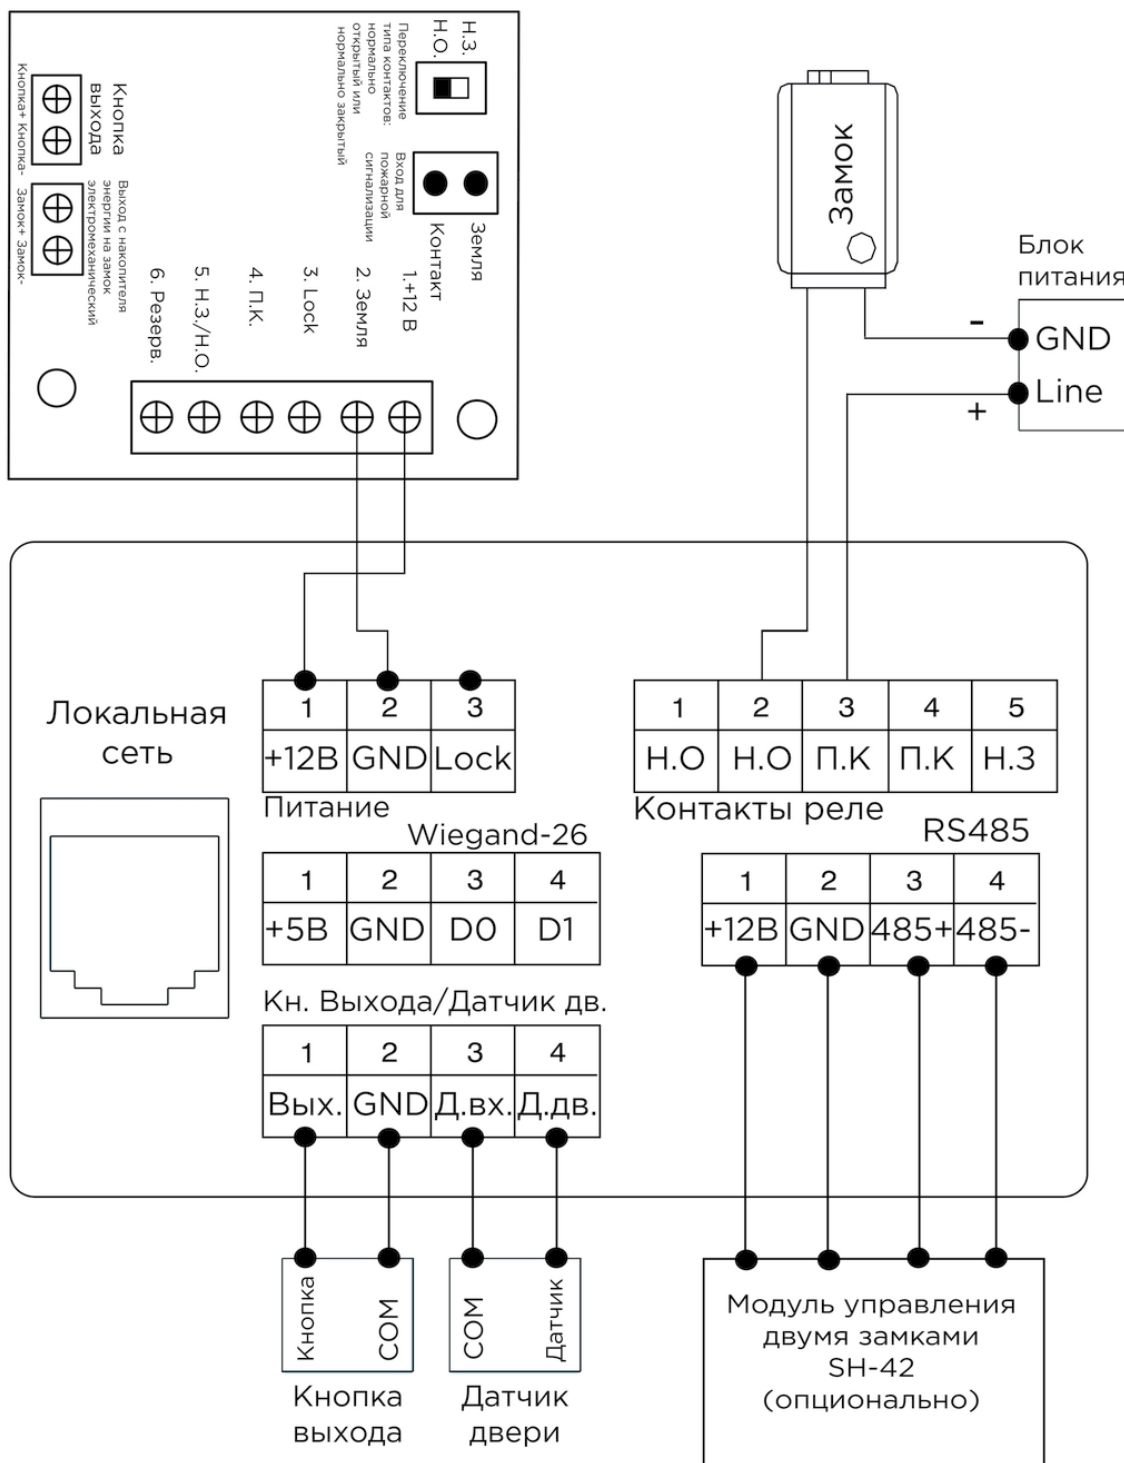 Н.З.
Н.О.
Переключение
типа контактов:
нормально
открытый или
нормально закрытый
Кнопка
выхода
Кнопка+ Кнопка-
Вход для
пожарной
сигнализации
Земля
Контакт
Выход с накопителя
энергии на замок
электромеханический
Замок+ Замок-
1.+12 В
2. Земля
3. Lock
4. П.К.
5. Н.З./Н.О.
6. Резерв.
Замок
Блок
питания
-
GND
Line
+
Локальная
сеть
1 2 3
+12В GND Lock
Питание
1 2 3 4 5
Н.О Н.О П.К П.К Н.З
Контакты реле
Wiegand-26
1 2 3 4
+5В GND D0 D1
RS485
1 2 3 4
+12В GND 485+ 485-
Кн. Выхода/Датчик дв.
1 2 3 4
Вых. GND Д.вх. Д.дв.
Кнопка COM
COM Датчик
Кнопка
выхода
Датчик
двери
Модуль управления
двумя замками
SH-42
(опционально)